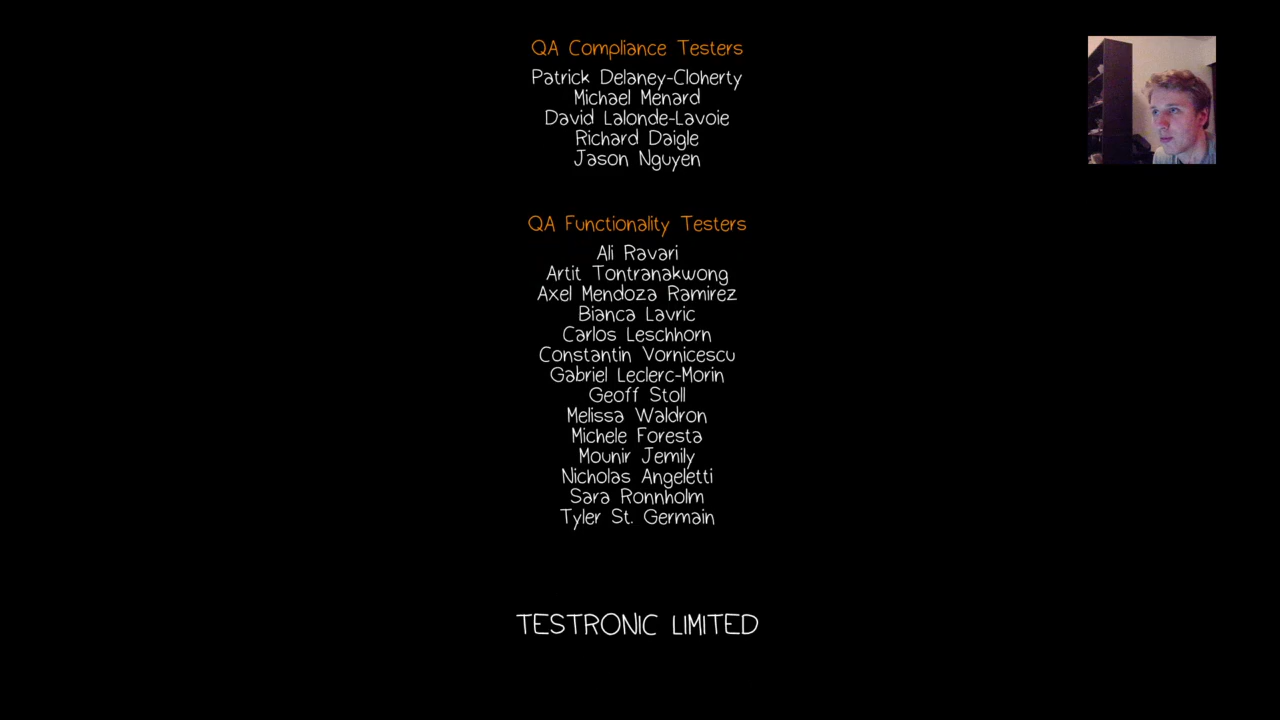 QA Compliance Testers
Patrick Delaney-Cloherty
Michael Menard
David Lalonde-Lavoie
Richard Daigle
Jason Nguyen
QA Functionality Testers
Ali Ravari
Artit Tontranakwong
Axel Mendoza Ramirez
Bianca Lavric
Carlos Leschhorn
Constantin Vornicescu
Gabriel Leclerc-Morin
Geoff Stoll
Melissa Waldron
Michele Foresta
Mounir Jemily
Nicholas Angeletti
Sara Ronnholm
Tyler St. Germain
TESTRONIC LIMITED